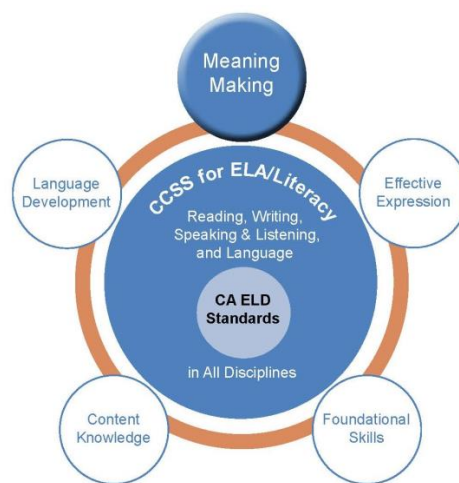 Meaning
Making
Language
Development
Effective
Expression
CCSS for ELA/Literacy
Reading, Writing,
Speaking & Listening,
and Language
CA ELD
Standards
in All Disciplines
Content
Knowledge
Foundational
Skills